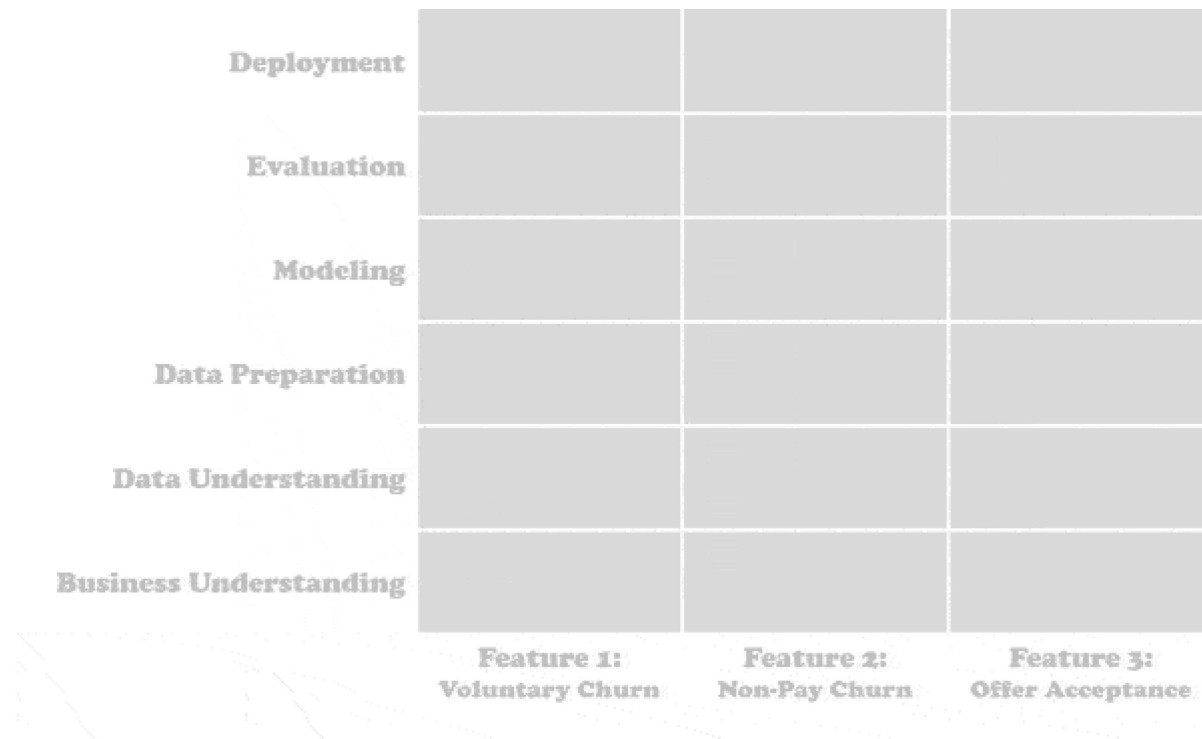 Deployment
Evaluation
Modeling
Data Preparation
Data Understanding
Business Understanding
Feature 1:
Voluntary Churn
Feature 2:
Non-Pay Churn
Feature 3:
Offer Acceptance